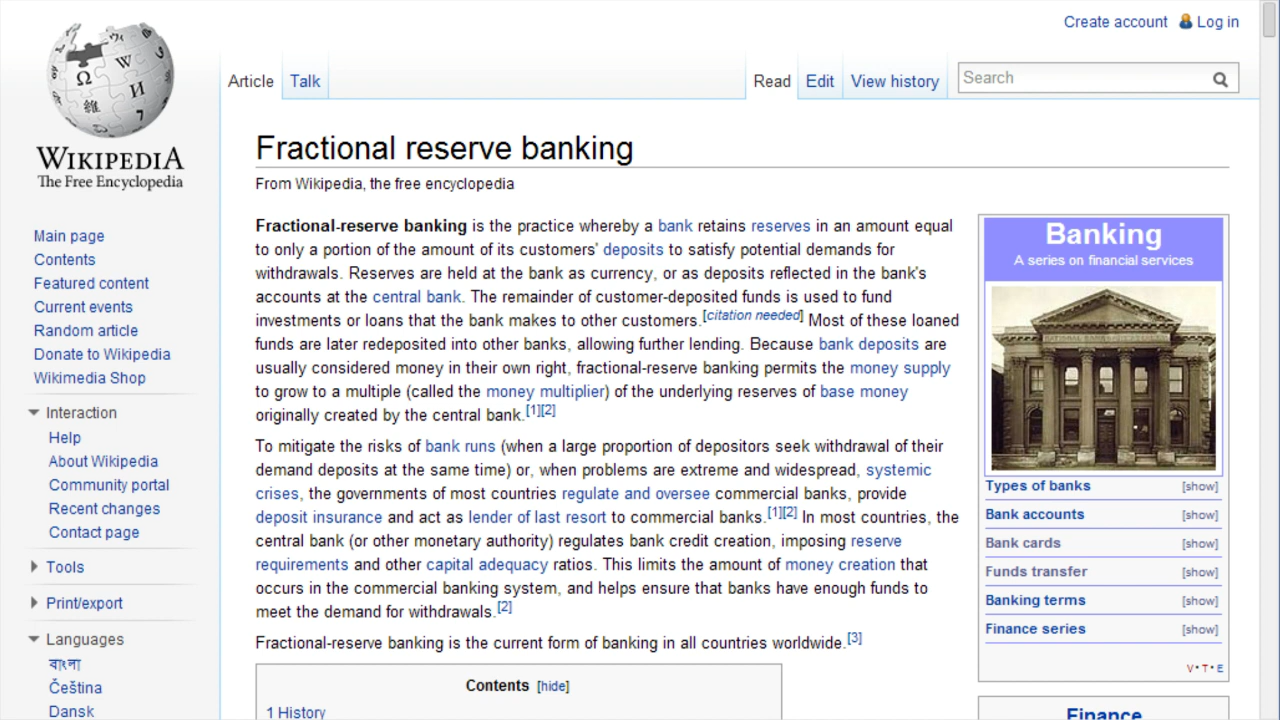 Create account Log in
Article Talk Read Edit View history Search
WIKIPEDIA
The Free Encyclopedia
Main page
Contents
Featured content
Current events
Random article
Donate to Wikipedia
Wikimedia Shop
Interaction
Help
About Wikipedia
Community portal
Recent changes
Contact page
Tools
Print/export
Languages
বাংলা
Čeština
Dansk
Fractional reserve banking
From Wikipedia, the free encyclopedia
Fractional-reserve banking is the practice whereby a bank retains reserves in an amount equal
to only a portion of the amount of its customers' deposits to satisfy potential demands for
withdrawals. Reserves are held at the bank as currency, or as deposits reflected in the bank's
accounts at the central bank. The remainder of customer-deposited funds is used to fund
investments or loans that the bank makes to other customers.[citation needed] Most of these loaned
funds are later redeposited into other banks, allowing further lending. Because bank deposits are
usually considered money in their own right, fractional-reserve banking permits the money supply
to grow to a multiple (called the money multiplier) of the underlying reserves of base money
originally created by the central bank.[1][2]
To mitigate the risks of bank runs (when a large proportion of depositors seek withdrawal of their
demand deposits at the same time) or, when problems are extreme and widespread, systemic
crises, the governments of most countries regulate and oversee commercial banks, provide
deposit insurance and act as lender of last resort to commercial banks.[1][2] In most countries, the
central bank (or other monetary authority) regulates bank credit creation, imposing reserve
requirements and other capital adequacy ratios. This limits the amount of money creation that
occurs in the commercial banking system, and helps ensure that banks have enough funds to
meet the demand for withdrawals.[2]
Fractional-reserve banking is the current form of banking in all countries worldwide.[3]
Contents [hide]
1 History
Banking
A series on financial services
Types of banks [show]
Bank accounts [show]
Bank cards [show]
Funds transfer [show]
Banking terms [show]
Finance series [show]
V · T · E
Finance